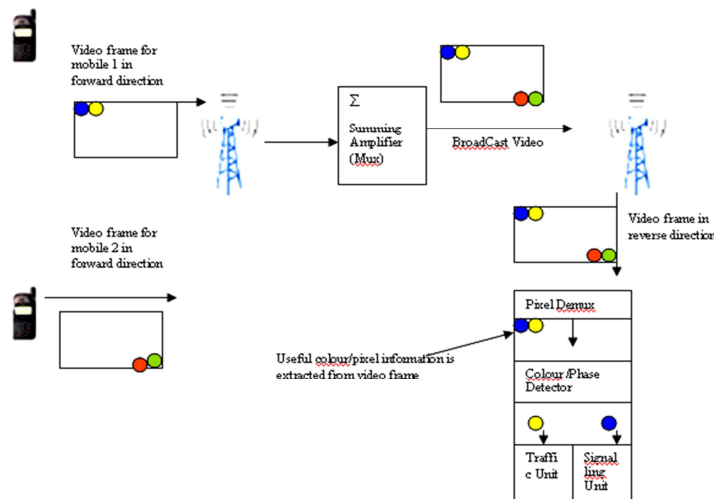 Video frame for
mobile 1 in
forward direction
Σ
Summing
Amplifier
(Mux)
BroadCast Video
Video frame in
reverse direction
Video frame for
mobile 2 in
forward direction
Pixel Demux
Useful colour/pixel information is
extracted from video frame
Colour /Phase
Detector
Traffi
c Unit
Signal
ling
Unit